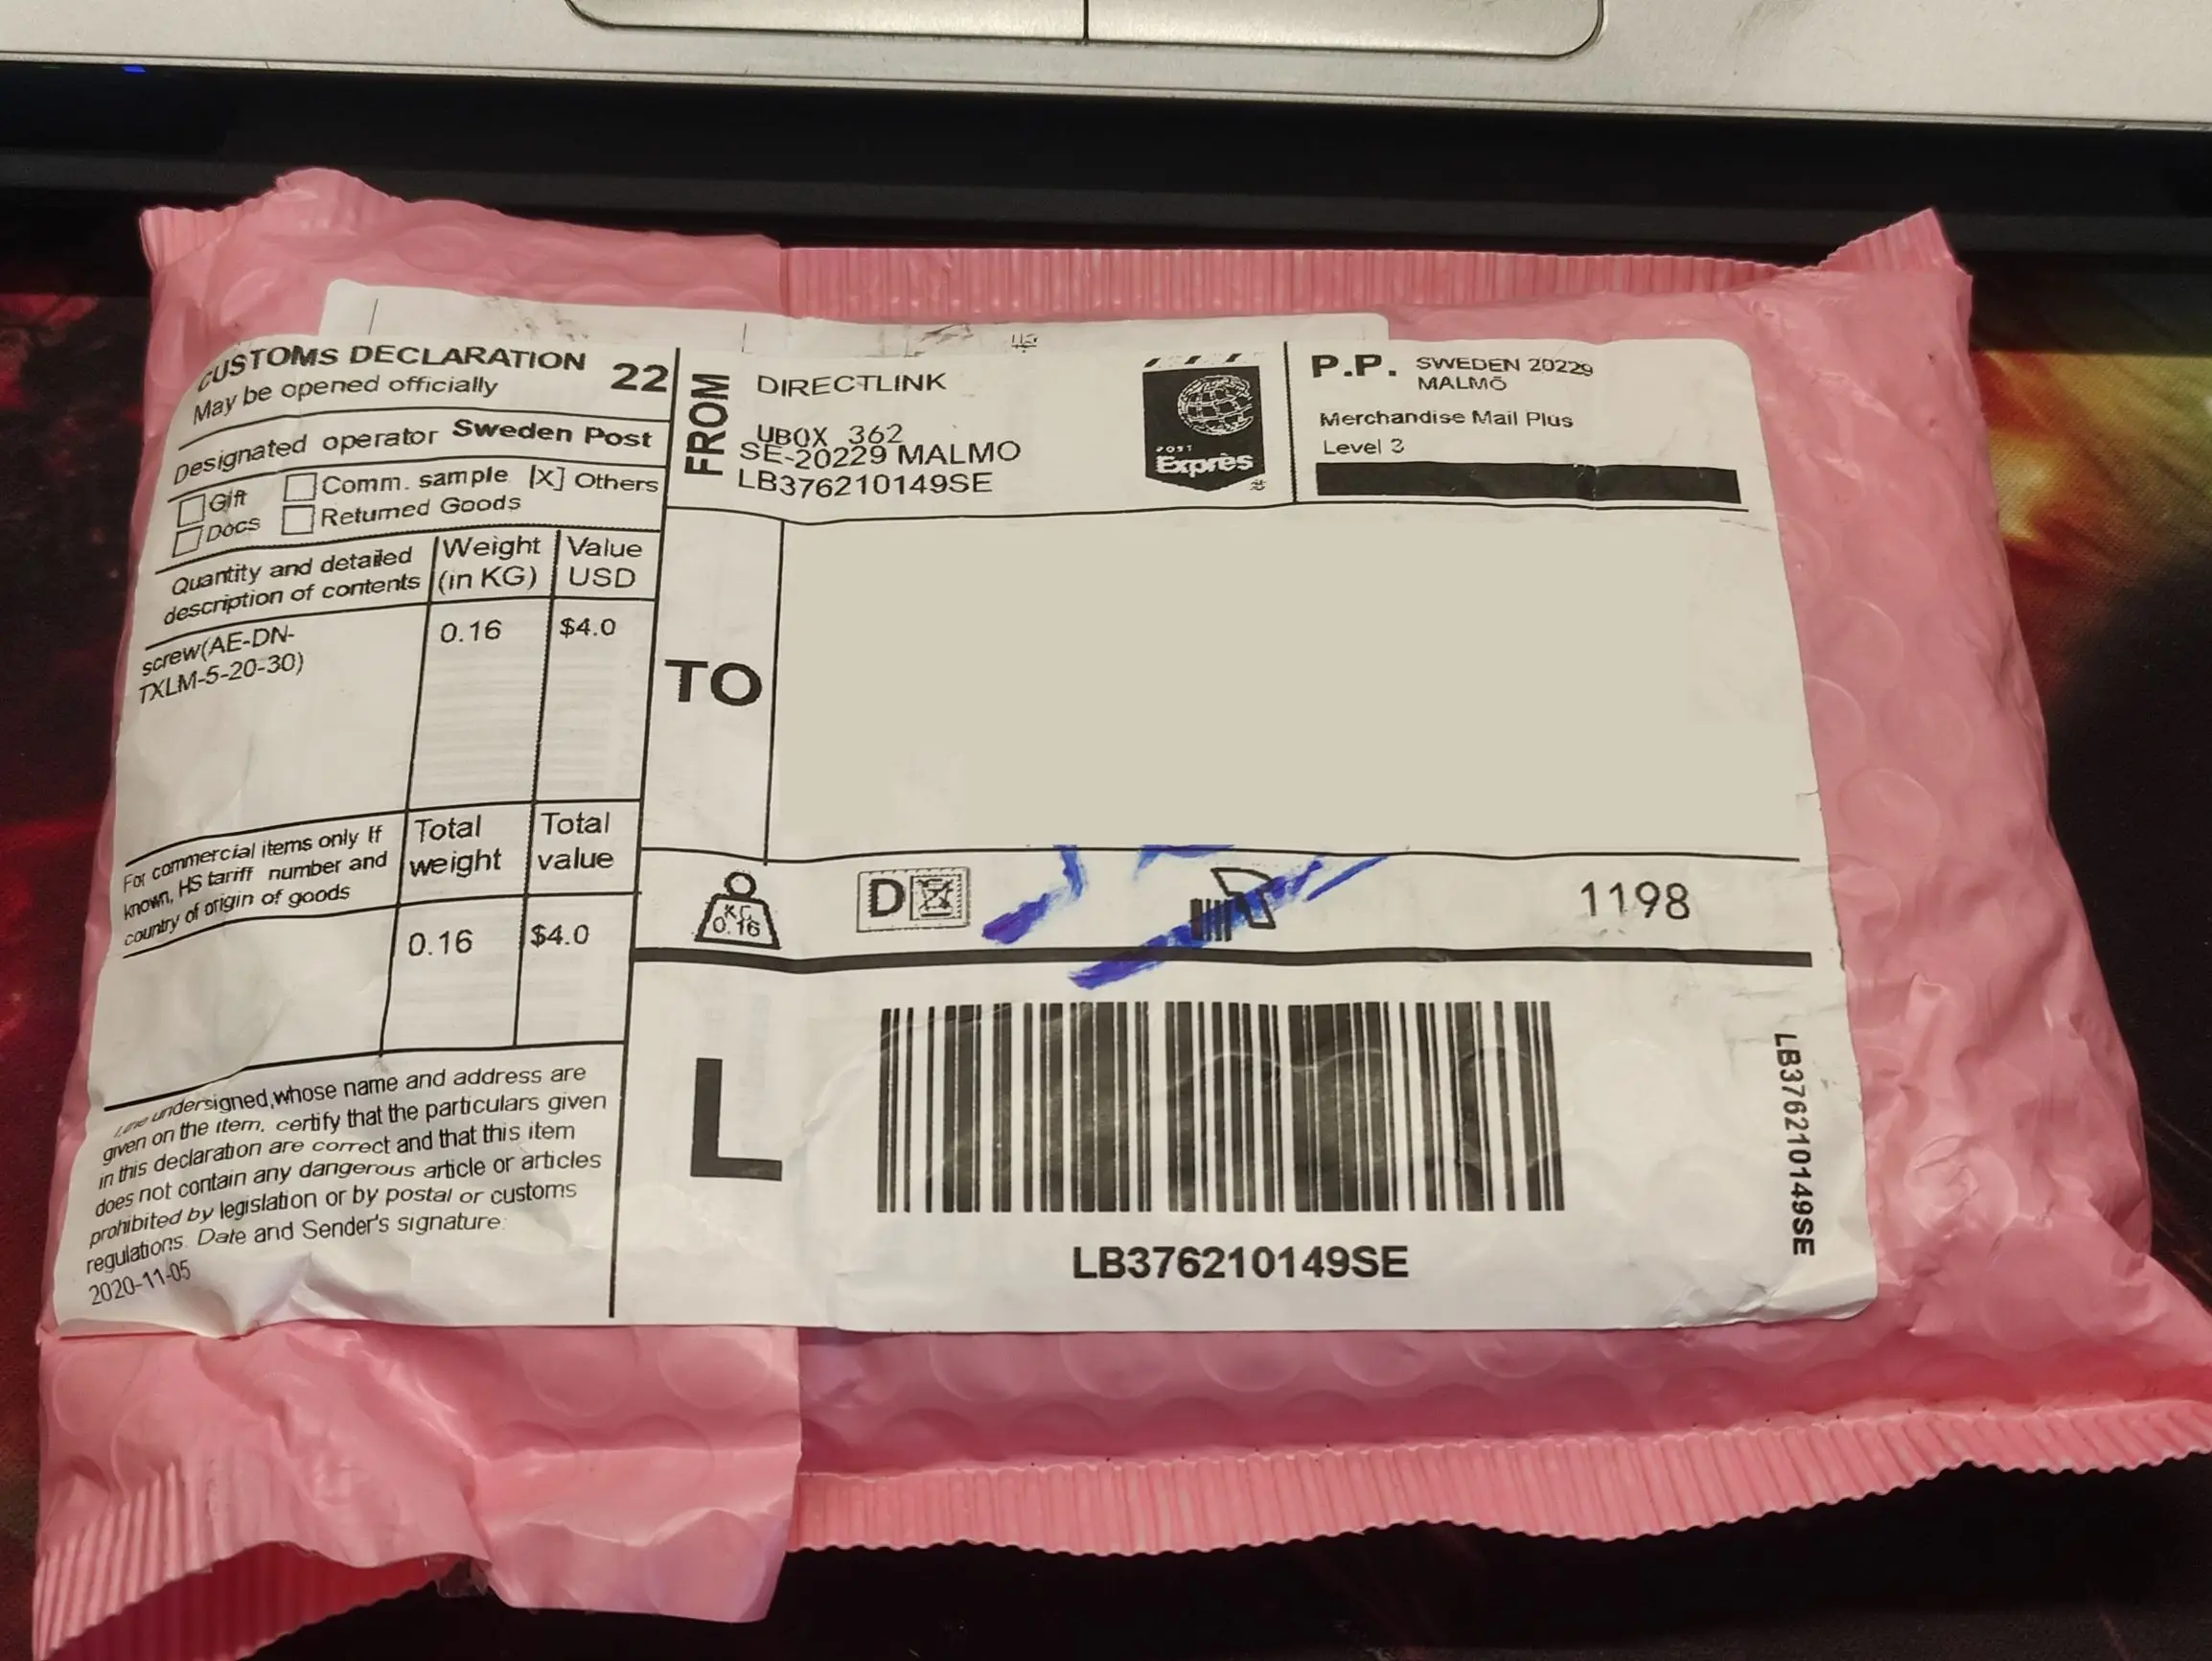 CUSTOMS DECLARATION 22
May be opened officially
Designated operator Sweden Post
Gift
Comm. sample [X] Others
Docs
Returned Goods
Quantity and detailed
description of contents
Weight
(in KG)
Value
USD
screw(AE-DN-
TXLM-5-20-30)
0.16
$4.0
For commercial items only If
known, HS tariff number and
country of origin of goods
Total
weight
Total
value
0.16
$4.0
undersigned,whose name and address are
given on the item, certify that the particulars given
in this declaration are correct and that this item
does not contain any dangerous article or articles
prohibited by legislation or by postal or customs
regulations. Date and Sender's signature:
2020-11-05
FROM
DIRECTLINK
UBOX 362
SE-20229 MALMO
LB376210149SE
POST
Exprès
P.P. SWEDEN 20229
MALMÖ
Merchandise Mail Plus
Level 3
TO
KG
0.16
D
1198
L
LB376210149SE
LB376210149SE